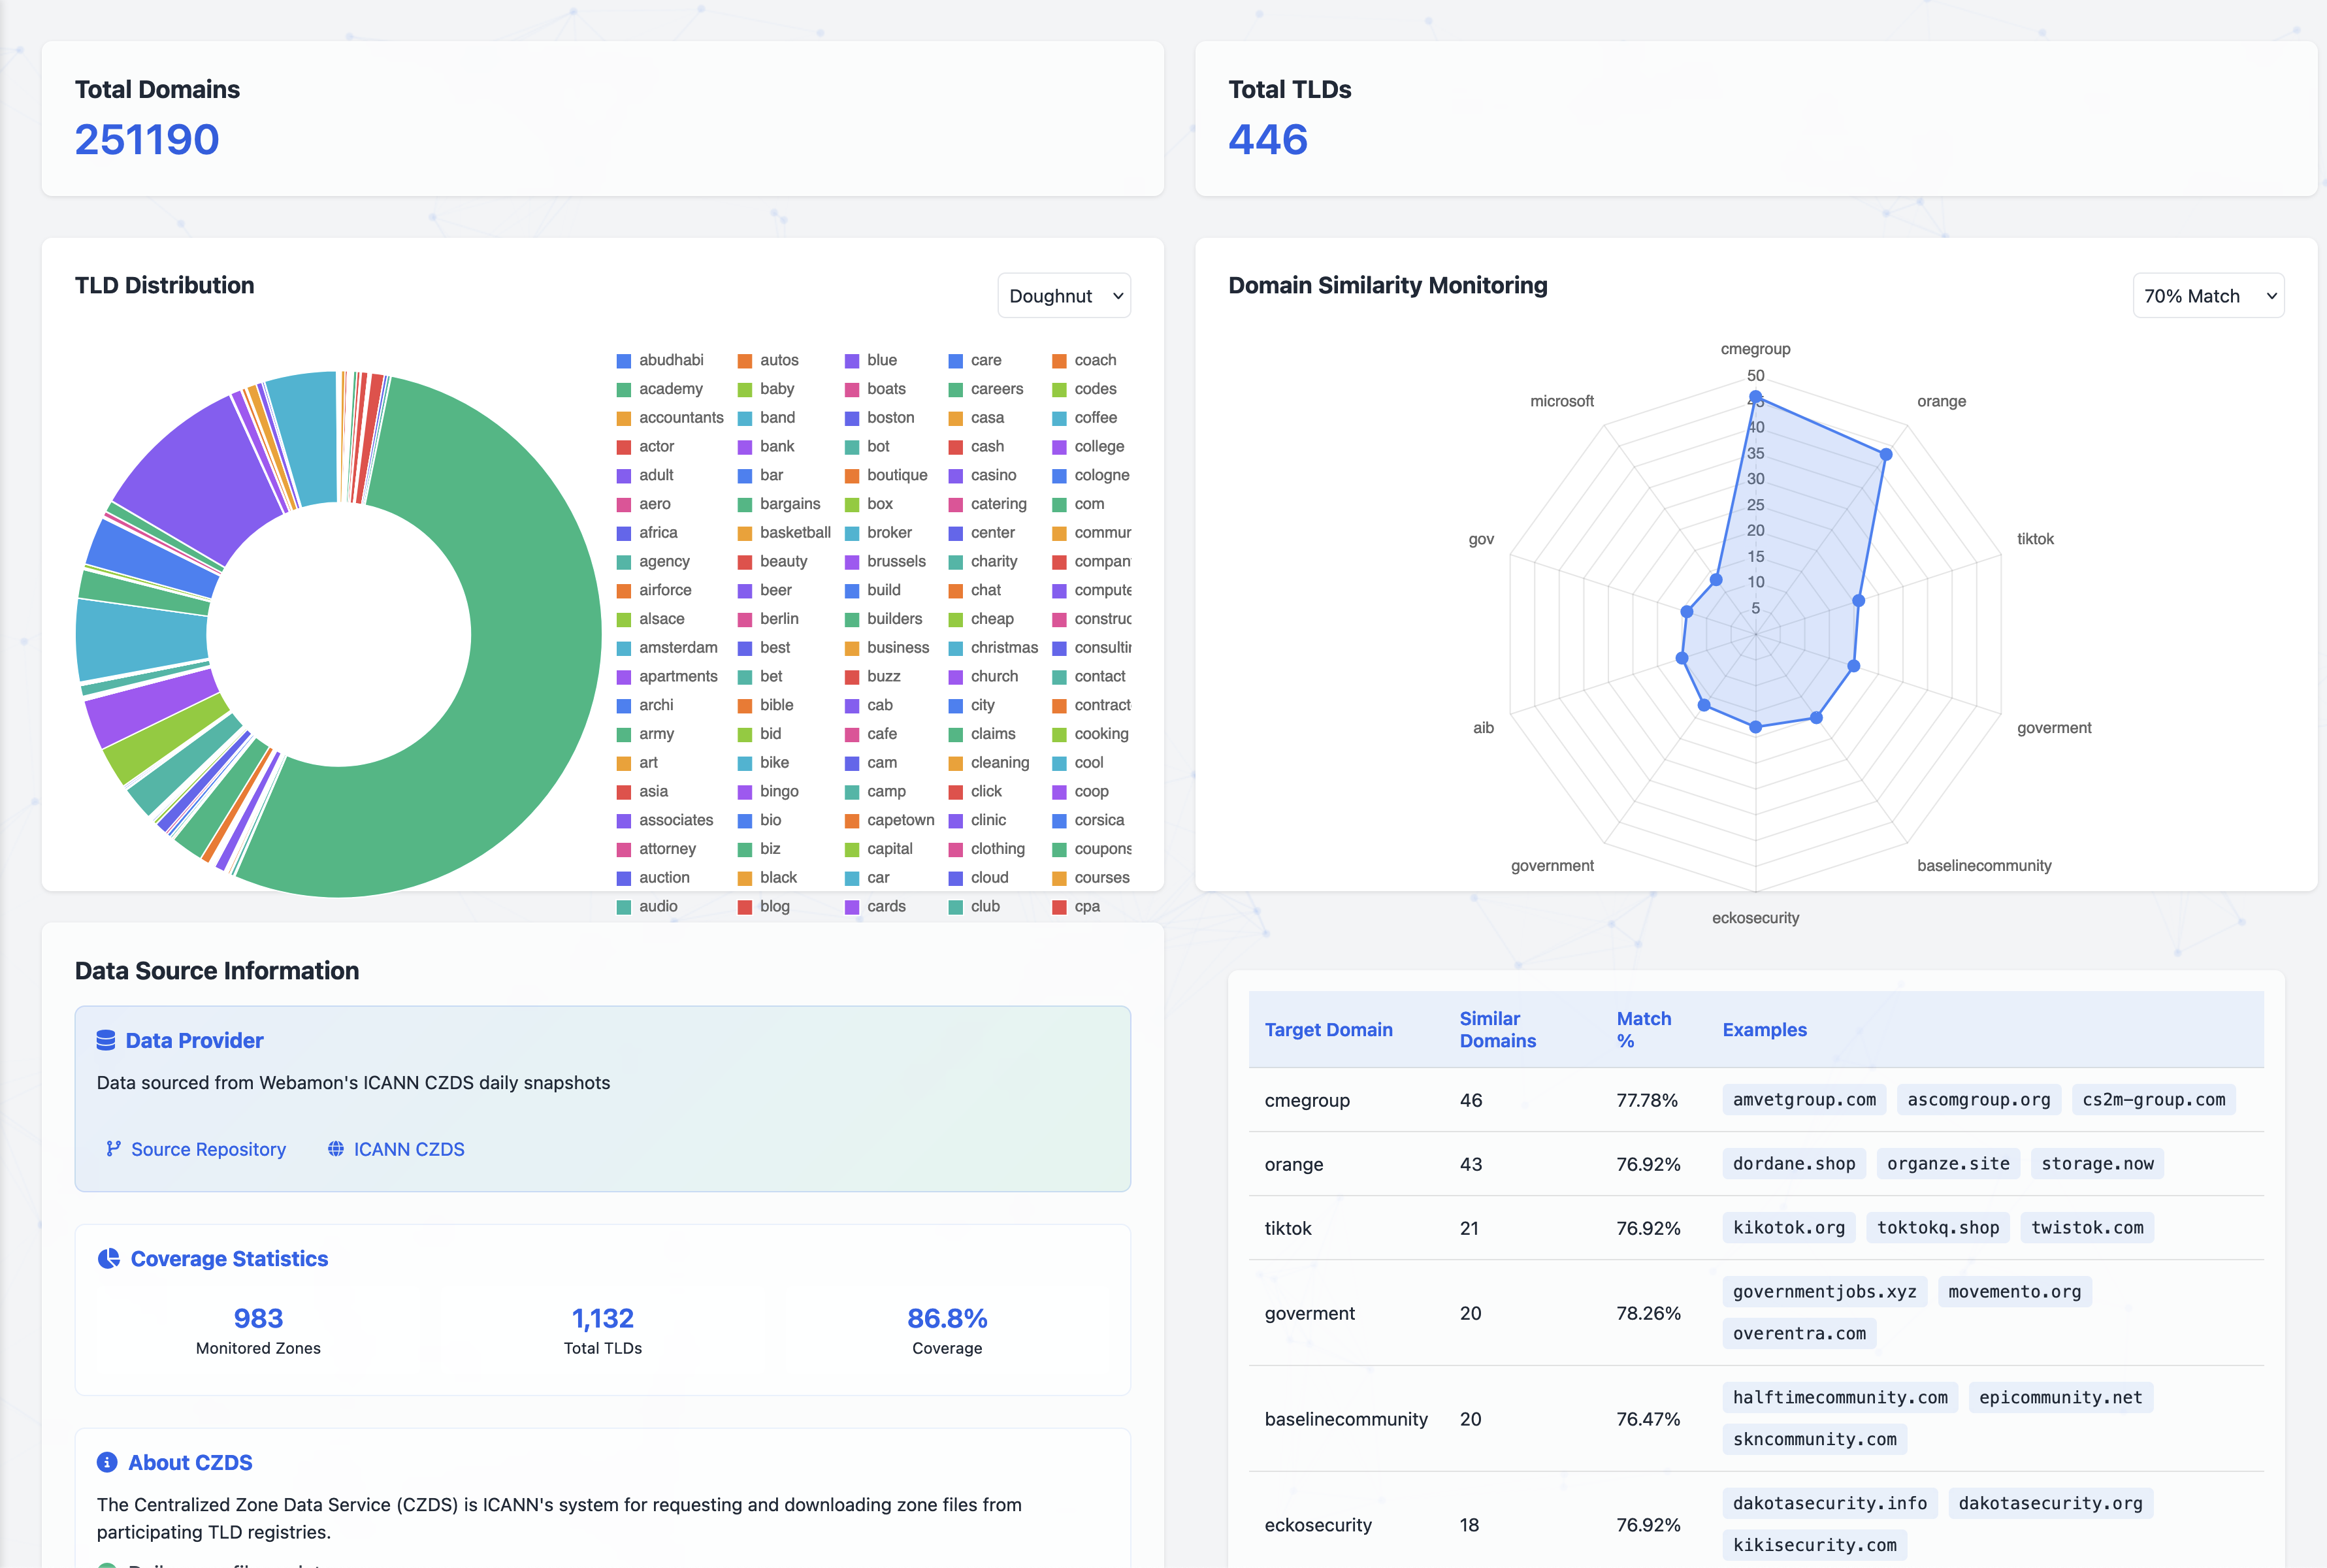 Total Domains
251190
Total TLDs
446
TLD Distribution
Doughnut
abudhabi autos blue care coach
academy baby boats careers codes
accountants band boston casa coffee
actor bank bot cash college
adult bar boutique casino cologne
aero bargains box catering com
africa basketball broker center commur
agency beauty brussels charity compan
airforce beer build chat compute
alsace berlin builders cheap construc
amsterdam best business christmas consultin
apartments bet buzz church contact
archi bible cab city contract
army bid cafe claims cooking
art bike cam cleaning cool
asia bingo camp click coop
associates bio capetown clinic corsica
attorney biz capital clothing coupons
auction black car cloud courses
audio blog cards club cpa
Domain Similarity Monitoring
70% Match
cmegroup
50
microsoft
orange
45
40
35
30
25
gov
tiktok
20
15
10
5
aib
goverment
government
baselinecommunity
eckosecurity
Data Source Information
Data Provider
Data sourced from Webamon's ICANN CZDS daily snapshots
Source Repository ICANN CZDS
Coverage Statistics
983 1,132 86.8%
Monitored Zones Total TLDs Coverage
About CZDS
The Centralized Zone Data Service (CZDS) is ICANN's system for requesting and downloading zone files from
participating TLD registries.
Target Domain Similar Domains Match % Examples
cmegroup 46 77.78% amvetgroup.com ascomgroup.org cs2m-group.com
orange 43 76.92% dordane.shop organze.site storage.now
tiktok 21 76.92% kikotok.org toktokq.shop twistok.com
goverment 20 78.26% governmentjobs.xyz movemento.org
overentra.com
baselinecommunity 20 76.47% halftimecommunity.com epicommunity.net
skncommunity.com
eckosecurity 18 76.92% dakotasecurity.info dakotasecurity.org
kikisecurity.com